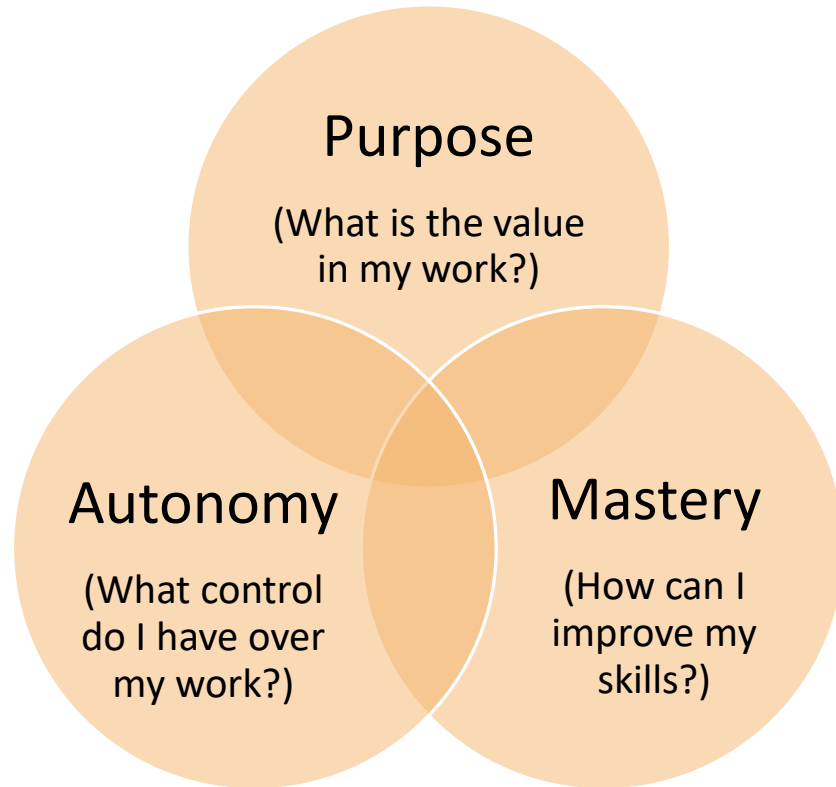 Purpose
(What is the value
in my work?)
Autonomy
(What control
do I have over
my work?)
Mastery
(How can I
improve my
skills?)